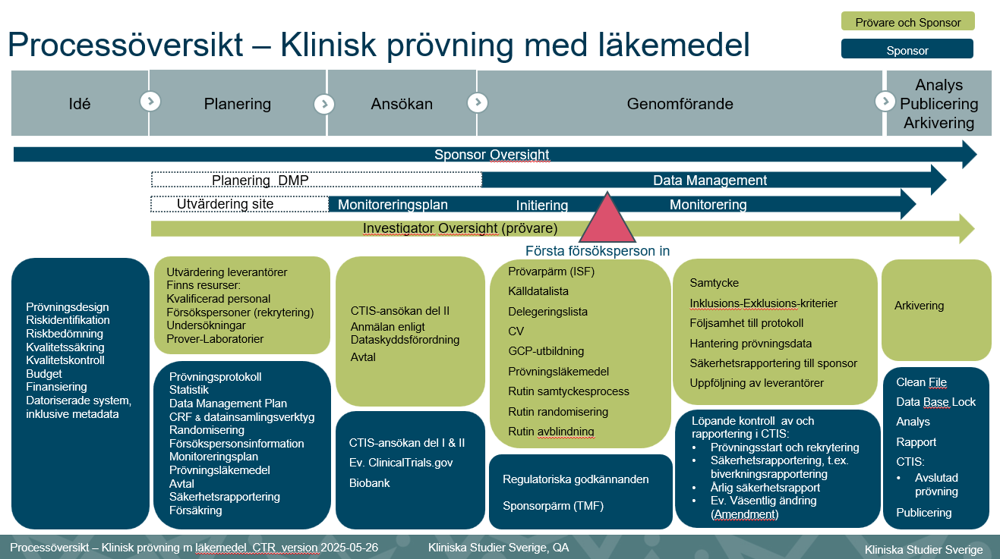 Processöversikt – Klinisk prövning med läkemedel
Prövare och Sponsor
Sponsor
Idé
Planering
Ansökan
Genomförande
Analys
Publicering
Arkivering
Sponsor Oversight
Planering DMP
Data Management
Utvärdering site
Monitoreringsplan
Initiering
Monitorering
Investigator Oversight (prövare)
Första försöksperson in
Prövningsdesign
Riskidentifikation
Riskbedömning
Kvalitetssäkring
Kvalitetskontroll
Budget
Finansiering
Datoriserade system,
inklusive metadata
Utvärdering leverantörer
Finns resurser:
Kvalificerad personal
Försökspersoner (rekrytering)
Undersökningar
Prover-Laboratorier
Prövningsprotokoll
Statistik
Data Management Plan
CRF & datainsamlingsverktyg
Randomisering
Försökspersonsinformation
Monitoreringsplan
Prövningsläkemedel
Avtal
Säkerhetsrapportering
Försäkring
CTIS-ansökan del II
Anmälan enligt
Dataskyddsförordning
Avtal
CTIS-ansökan del I & II
Ev. ClinicalTrials.gov
Biobank
Prövarpärm (ISF)
Källdatalista
Delegeringslista
CV
GCP-utbildning
Prövningsläkemedel
Rutin samtyckesprocess
Rutin randomisering
Rutin avblindning
Regulatoriska godkännanden
Sponsorpärm (TMF)
Samtycke
Inklusions-Exklusions-kriterier
Följsamhet till protokoll
Hantering prövningsdata
Säkerhetsrapportering till sponsor
Uppföljning av leverantörer
Löpande kontroll av och
rapportering i CTIS:
• Prövningsstart och rekrytering
• Säkerhetsrapportering, t.ex.
biverkningsrapportering
• Årlig säkerhetsrapport
• Ev. Väsentlig ändring
(Amendment)
Arkivering
Clean File
Data Base Lock
Analys
Rapport
CTIS:
• Avslutad
prövning
Publicering
Processöversikt – Klinisk prövning m läkemedel_CTR_version 2025-05-26
Kliniska Studier Sverige, QA
Kliniska Studier Sverige